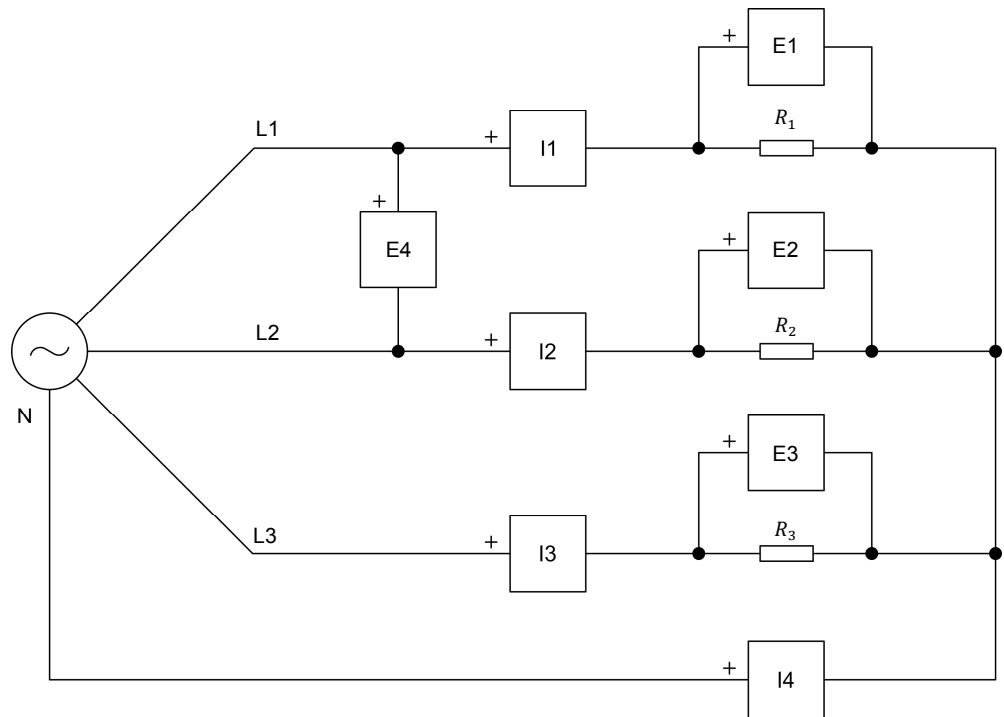 + E1
R₁
L1
+ I1
+
E4
+ E2
R₂
L2
+ I2
N
+ E3
R₃
L3
+ I3
+ I4